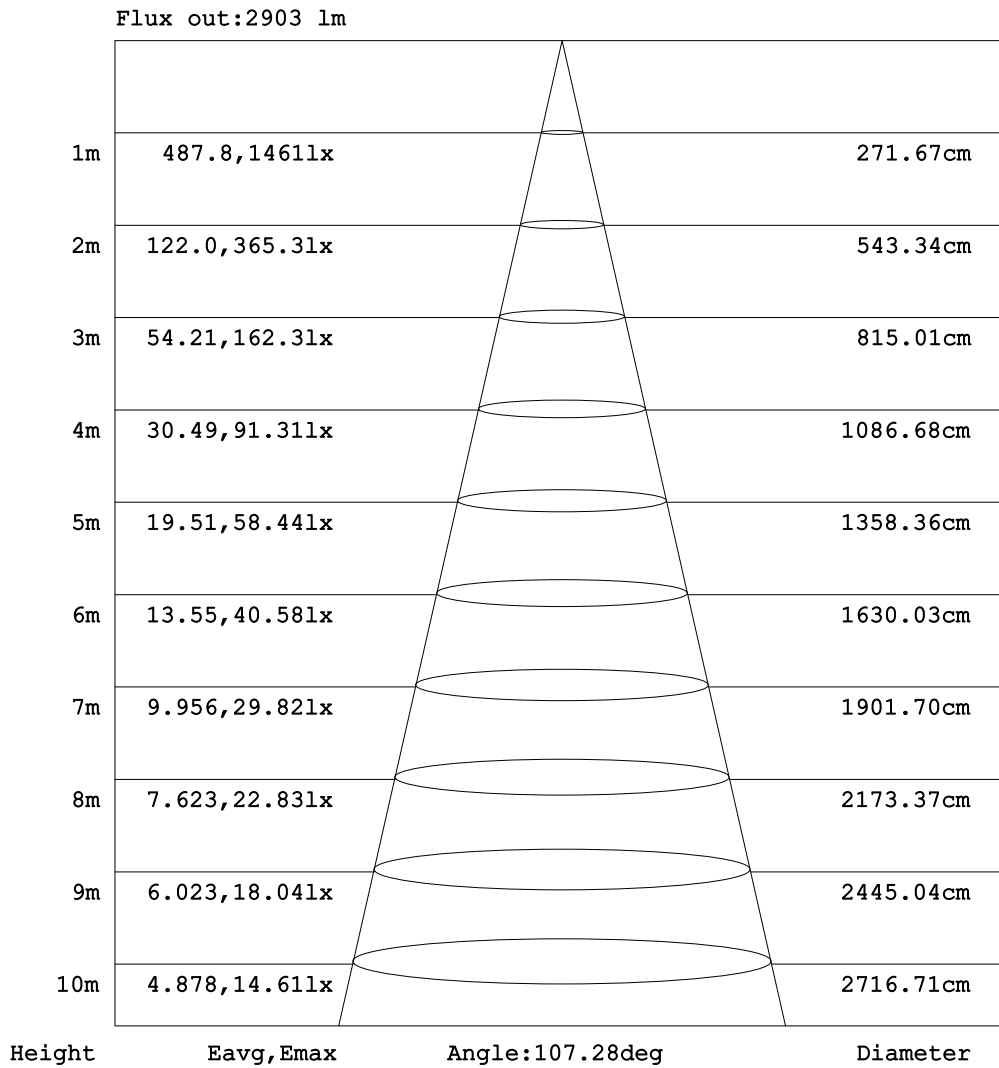 Flux out:2903 lm
1m 487.8,1461lx 271.67cm
2m 122.0,365.3lx 543.34cm
3m 54.21,162.3lx 815.01cm
4m 30.49,91.31lx 1086.68cm
5m 19.51,58.44lx 1358.36cm
6m 13.55,40.58lx 1630.03cm
7m 9.956,29.82lx 1901.70cm
8m 7.623,22.83lx 2173.37cm
9m 6.023,18.04lx 2445.04cm
10m 4.878,14.61lx 2716.71cm
Height Eavg,Emax Angle:107.28deg Diameter